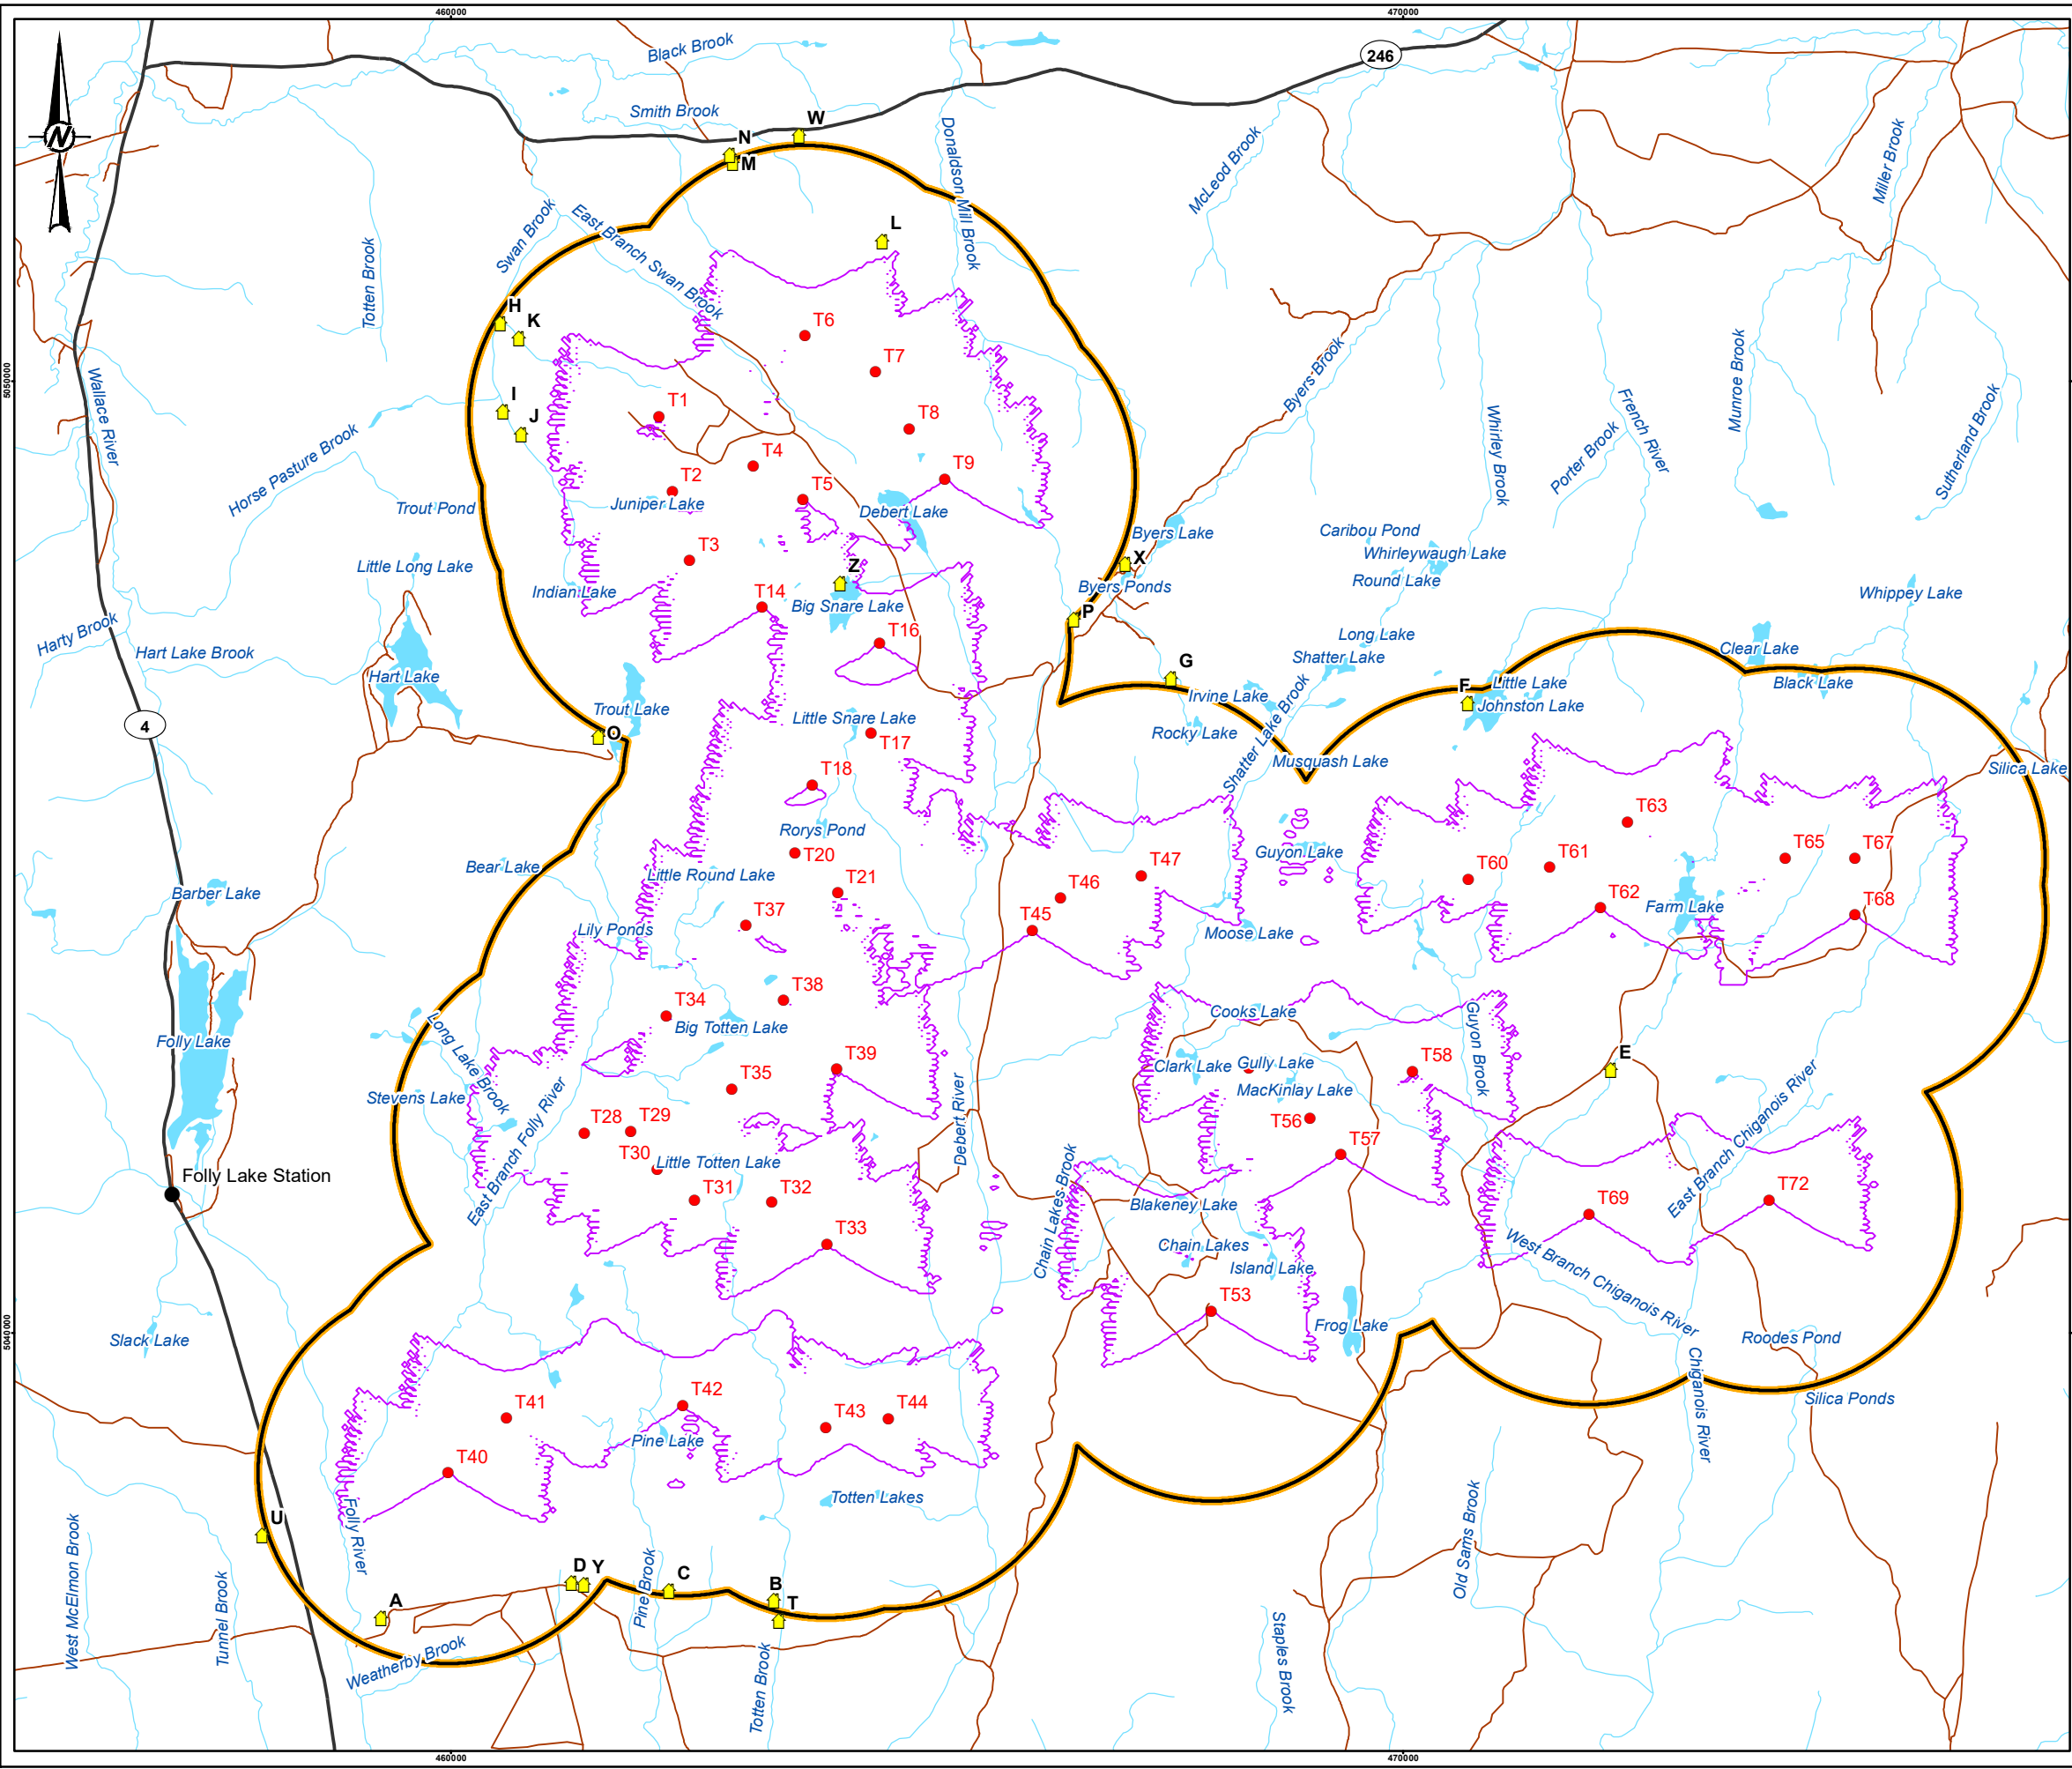 460000
470000
246
Black Brook
Smith Brook
W
N
M
Donaldson Mill Brook
McLeod Brook
Miller Brook
N
Swan Brook
East Branch Swan Brook
L
Totten Brook
H
K
T6
T7
Byers Brook
Munroe Brook
5050000
Wallace River
I
J
T1
T8
Whirley Brook
French River
Porter Brook
Sutherland Brook
Horse Pasture Brook
T4
T9
T2
T5
Trout Pond
Juniper Lake
Debert Lake
Byers Lake
Caribou Pond
Whirleywaugh Lake
T3
Little Long Lake
Z
X
Round Lake
Byers Ponds
Indian Lake
T14
Big Snare Lake
Whippey Lake
P
Harty Brook
T16
Long Lake
Hart Lake Brook
Shatter Lake
Clear Lake
G
Hart Lake
Irvine Lake
F
Little Lake
Black Lake
Trout Lake
Little Snare Lake
Johnston Lake
4
O
T17
Rocky Lake
Shatter Lake Brook
Musquash Lake
Silica Lake
T18
T63
Rorys Pond
T20
Guyon Lake
T65
T67
T47
T60
T61
Bear Lake
Little Round Lake
T21
T46
Barber Lake
T62
Farm Lake
T68
T37
T45
Lily Ponds
Moose Lake
T34
T38
Cooks Lake
Big Totten Lake
Long Lake Brook
Folly Lake
Guyon Brook
E
T39
T58
Clark Lake
Gully Lake
T35
MacKinlay Lake
Stevens Lake
East Branch Folly River
Debert River
East Branch Chiganois River
T28
T29
T56
T30
T57
Little Totten Lake
Folly Lake Station
Chain Lakes Brook
T31
T32
Blakeney Lake
T69
T72
T33
Chain Lakes
West Branch Chiganois River
Island Lake
T53
5040000
Slack Lake
Frog Lake
Roodes Pond
Chiganois River
T41
T42
T43
T44
Silica Ponds
Pine Lake
T40
Totten Lakes
U
Folly River
West McElmon Brook
Tunnel Brook
Old Sams Brook
D
Y
Pine Brook
C
B
A
T
Weatherby Brook
Totten Brook
Staples Brook
460000
470000